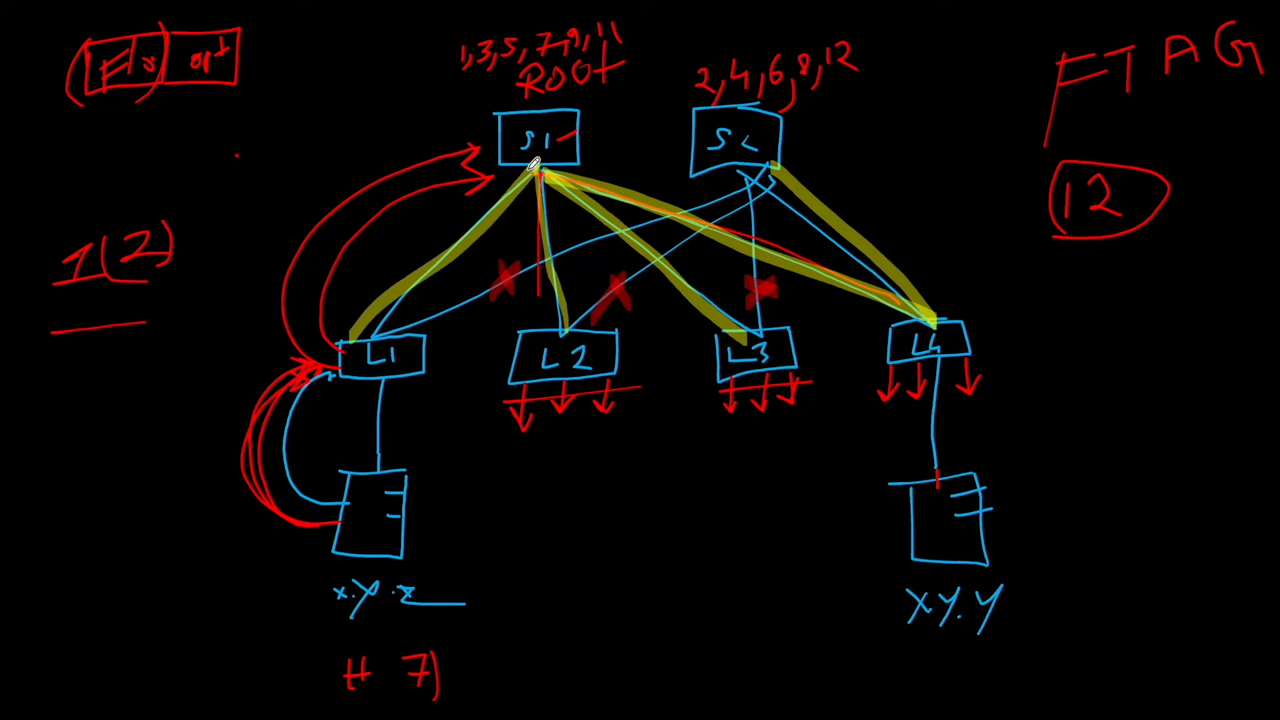 1,3,5,7,9,11
ROOT
2,4,6,8,12
FTAG
12
S1
1(2)
L1
L2
L3
L4
X.Y.Z
X.Y.Y
# 7)